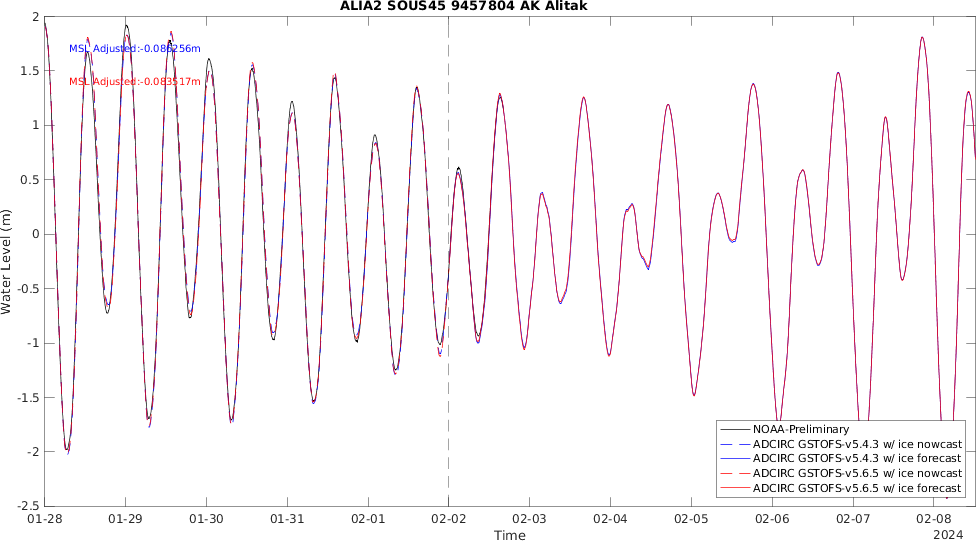 ALIA2 SOUS45 9457804 AK Alitak
MSL Adjusted:-0.086256m
MSL Adjusted:-0.083517m
Water Level (m)
2
1.5
1
0.5
0
-0.5
-1
-1.5
-2
-2.5
01-28
01-29
01-30
01-31
02-01
02-02
02-03
02-04
02-05
02-06
02-07
02-08
2024
Time
NOAA-Preliminary
ADCIRC GSTOFS-v5.4.3 w/ ice nowcast
ADCIRC GSTOFS-v5.4.3 w/ ice forecast
ADCIRC GSTOFS-v5.6.5 w/ ice nowcast
ADCIRC GSTOFS-v5.6.5 w/ ice forecast